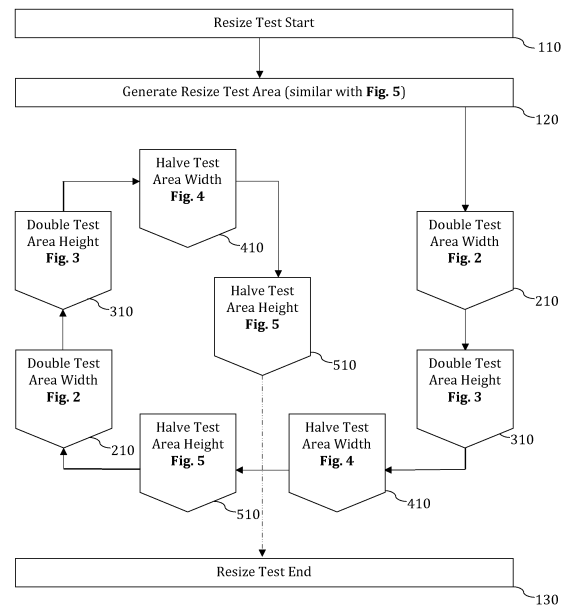 Resize Test Start
110
Generate Resize Test Area (similar with Fig. 5)
120
Halve Test
Area Width
Fig. 4
410
Double Test
Area Height
Fig. 3
310
Double Test
Area Width
Fig. 2
210
Halve Test
Area Height
Fig. 5
510
Double Test
Area Width
Fig. 2
210
Double Test
Area Height
Fig. 3
310
Halve Test
Area Height
Fig. 5
510
Halve Test
Area Width
Fig. 4
410
Resize Test End
130